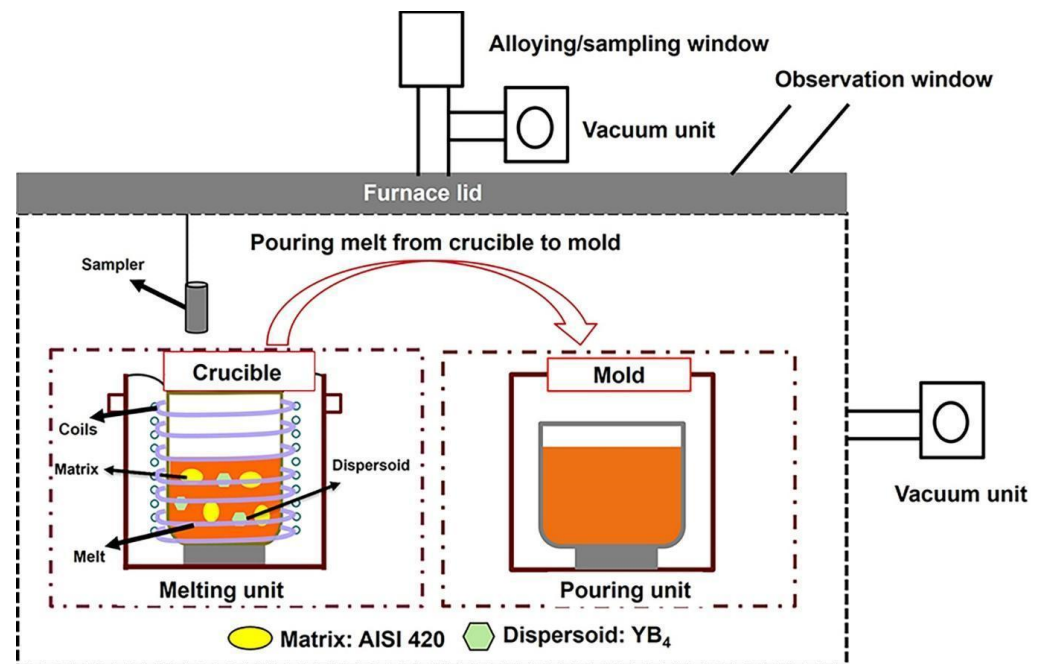 Alloying/sampling window
Observation window
Vacuum unit
Furnace lid
Pouring melt from crucible to mold
Sampler
Crucible
Mold
Coils
Matrix
Dispersoid
Melt
Vacuum unit
Melting unit
Pouring unit
Matrix: AISI 420
Dispersoid: YB₄